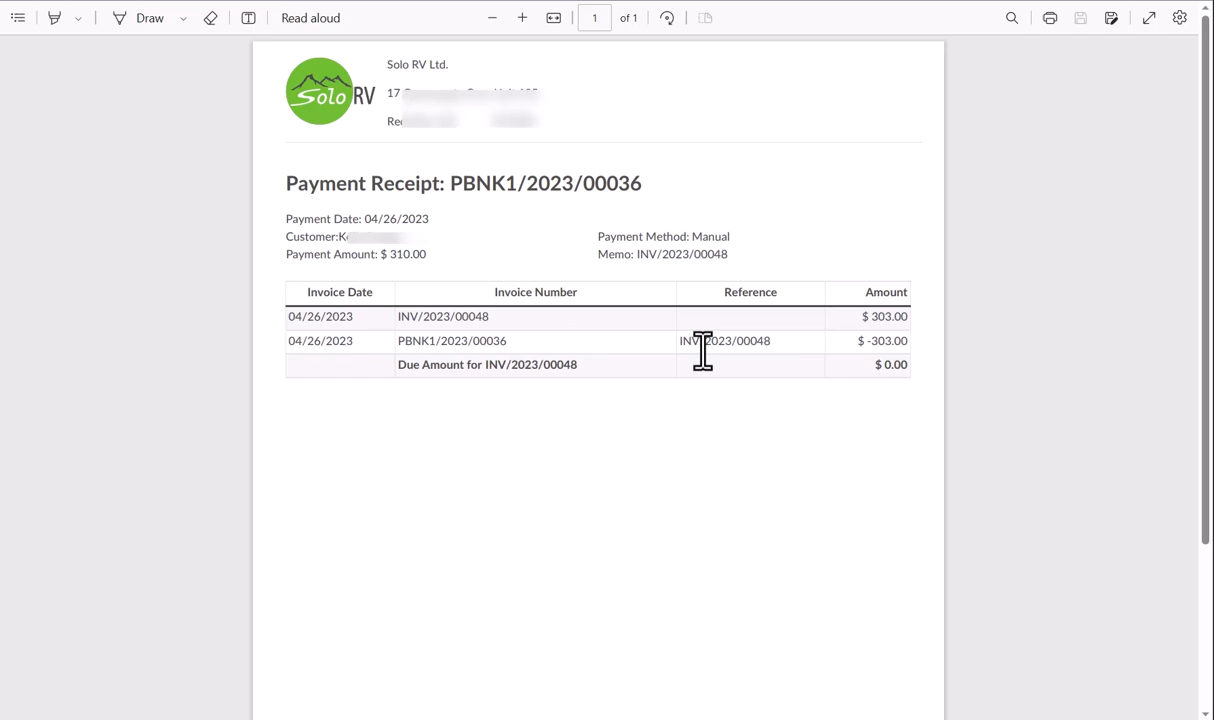 Draw
Read aloud
1 of 1
Solo RV
Solo RV Ltd.
17
Payment Receipt: PBNK1/2023/00036
Payment Date: 04/26/2023
Customer:
Payment Method: Manual
Payment Amount: $ 310.00
Memo: INV/2023/00048
Invoice Date Invoice Number Reference Amount
04/26/2023 INV/2023/00048 $ 303.00
04/26/2023 PBNK1/2023/00036 INV/2023/00048 $ -303.00
Due Amount for INV/2023/00048 $ 0.00